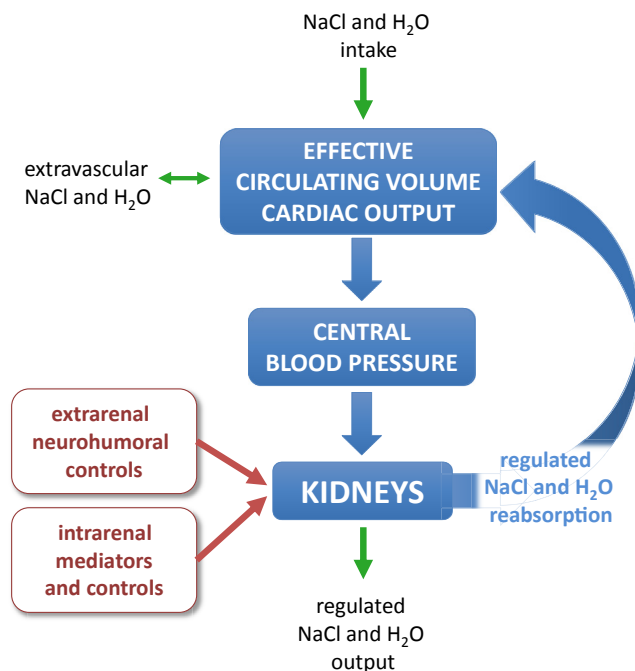 NaCl and H₂O
intake
EFFECTIVE
CIRCULATING VOLUME
CARDIAC OUTPUT
extravascular
NaCl and H₂O
CENTRAL
BLOOD PRESSURE
extrarenal
neurohumoral
controls
KIDNEYS
regulated
NaCl and H₂O
reabsorption
intrarenal
mediators
and controls
regulated
NaCl and H₂O
output